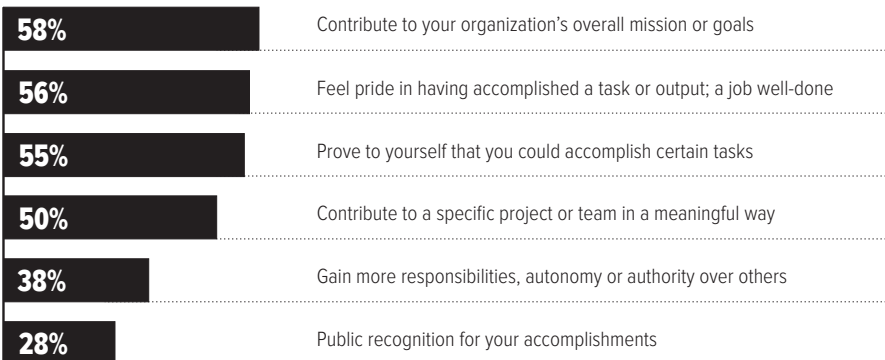 58% Contribute to your organization's overall mission or goals
56% Feel pride in having accomplished a task or output; a job well-done
55% Prove to yourself that you could accomplish certain tasks
50% Contribute to a specific project or team in a meaningful way
38% Gain more responsibilities, autonomy or authority over others
28% Public recognition for your accomplishments